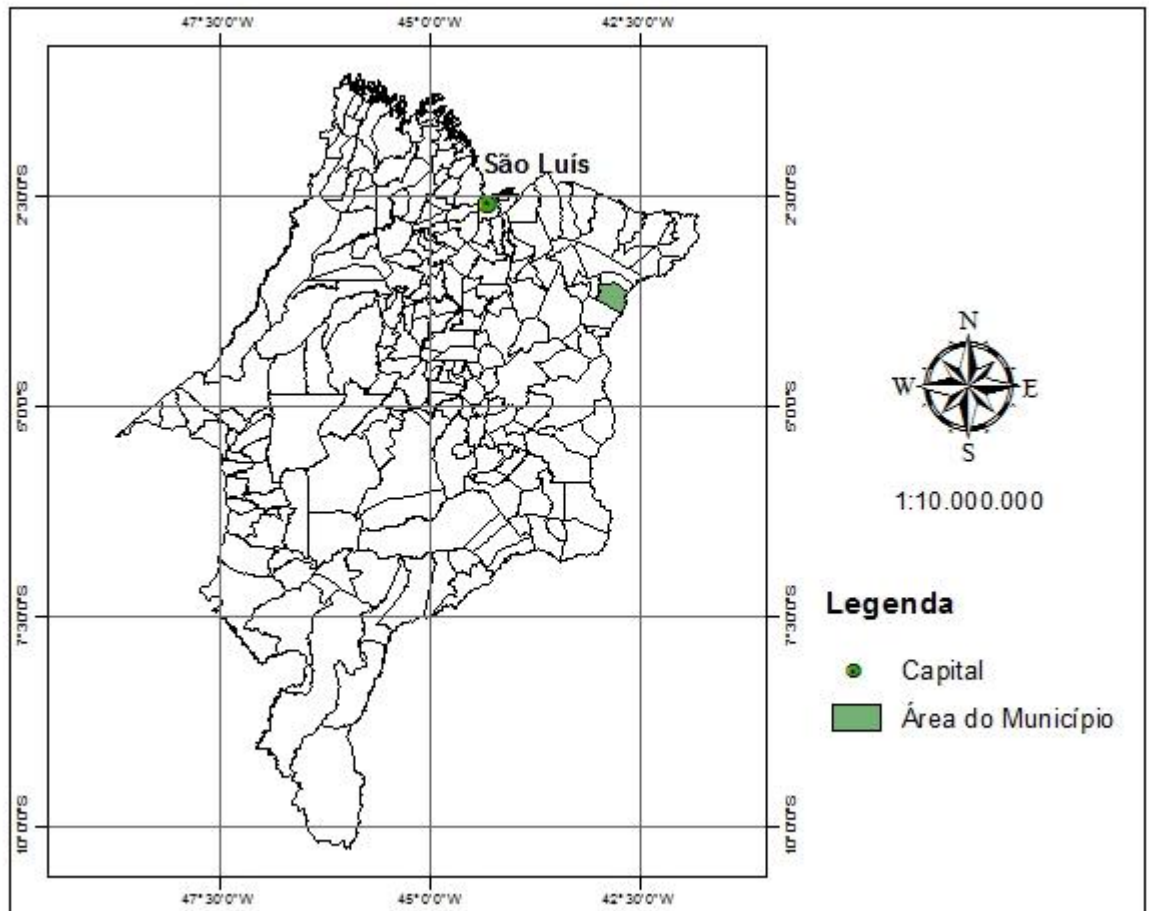 47°30'0"W 45°0'0"W 42°30'0"W
São Luís
2°30'0"S 2°30'0"S
N
W E
S
5°0'0"S 5°0'0"S
1:10.000.000
Legenda
7°30'0"S 7°30'0"S
Capital
Área do Município
10°0'0"S 10°0'0"S
47°30'0"W 45°0'0"W 42°30'0"W